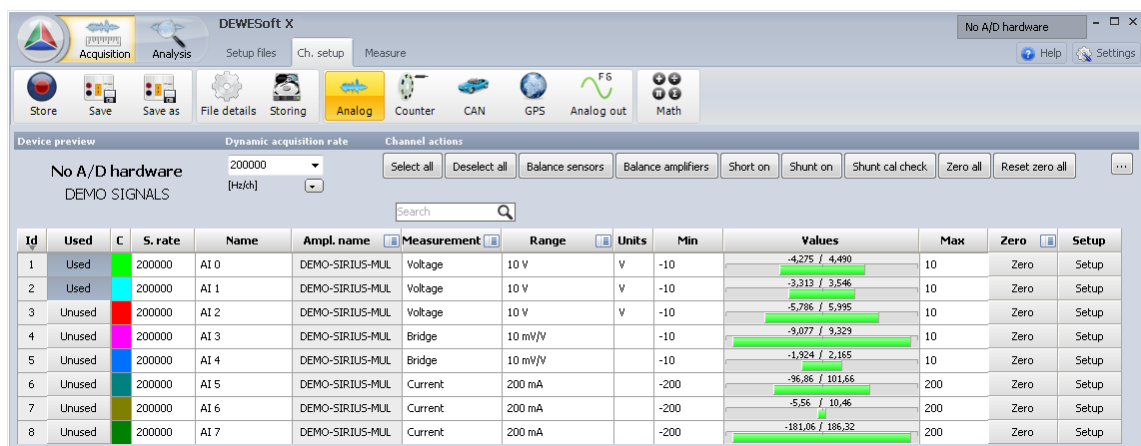 DEWESoft X
No A/D hardware
Acquisition Analysis Setup files Ch. setup Measure Help Settings
Store Save Save as File details Storing Analog Counter CAN GPS Analog out Math
F6
Device preview Dynamic acquisition rate Channel actions
No A/D hardware
DEMO SIGNALS
200000
[Hz/ch]
Select all Deselect all Balance sensors Balance amplifiers Short on Shunt on Shunt cal check Zero all Reset zero all ...
Search
Id Used C S. rate Name Ampl. name Measurement Range Units Min Values Max Zero Setup
1 Used 200000 AI 0 DEMO-SIRIUS-MUL Voltage 10 V V -10 -4,275 / 4,490 10 Zero Setup
2 Used 200000 AI 1 DEMO-SIRIUS-MUL Voltage 10 V V -10 -3,313 / 3,546 10 Zero Setup
3 Unused 200000 AI 2 DEMO-SIRIUS-MUL Voltage 10 V V -10 -5,786 / 5,995 10 Zero Setup
4 Unused 200000 AI 3 DEMO-SIRIUS-MUL Bridge 10 mV/V -10 -9,077 / 9,329 10 Zero Setup
5 Unused 200000 AI 4 DEMO-SIRIUS-MUL Bridge 10 mV/V -10 -1,924 / 2,165 10 Zero Setup
6 Unused 200000 AI 5 DEMO-SIRIUS-MUL Current 200 mA -200 -96,86 / 101,66 200 Zero Setup
7 Unused 200000 AI 6 DEMO-SIRIUS-MUL Current 200 mA -200 -5,56 / 10,46 200 Zero Setup
8 Unused 200000 AI 7 DEMO-SIRIUS-MUL Current 200 mA -200 -181,06 / 186,32 200 Zero Setup